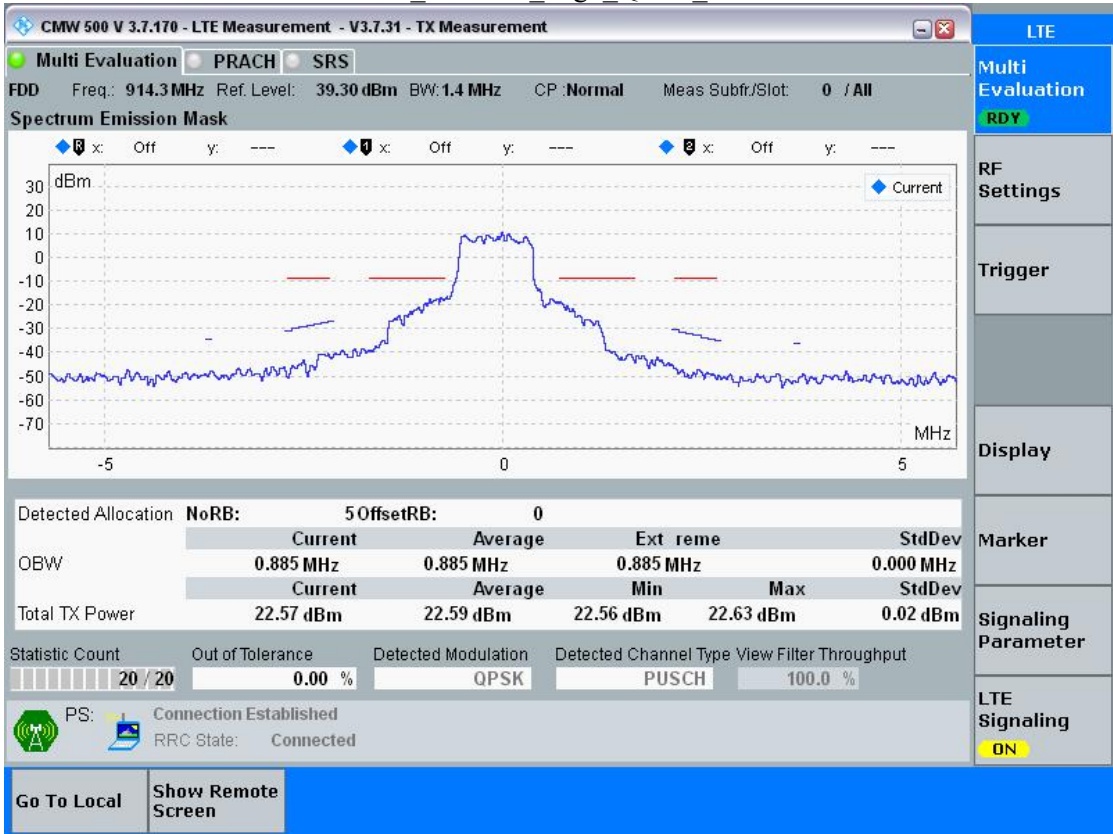 CMW 500 V 3.7.170 - LTE Measurement - V3.7.31 - TX Measurement
LTE
Multi Evaluation PRACH SRS
Multi Evaluation
RDY
FDD Freq.: 914.3 MHz Ref. Level: 39.30 dBm BW: 1.4 MHz CP :Normal Meas Subfr./Slot: 0 / All
Spectrum Emission Mask
R x: Off y: --- 1 x: Off y: --- 2 x: Off y: ---
dBm
Current
30
20
10
0
-10
-20
-30
-40
-50
-60
-70
MHz
-5 0 5
RF Settings
Trigger
Display
Marker
Signaling Parameter
LTE Signaling
ON
Detected Allocation NoRB: 5 OffsetRB: 0
Current Average Ext reme StdDev
OBW 0.885 MHz 0.885 MHz 0.885 MHz 0.000 MHz
Current Average Min Max StdDev
Total TX Power 22.57 dBm 22.59 dBm 22.56 dBm 22.63 dBm 0.02 dBm
Statistic Count Out of Tolerance Detected Modulation Detected Channel Type View Filter Throughput
20 / 20 0.00 % QPSK PUSCH 100.0 %
PS: Connection Established
RRC State: Connected
Go To Local
Show Remote Screen